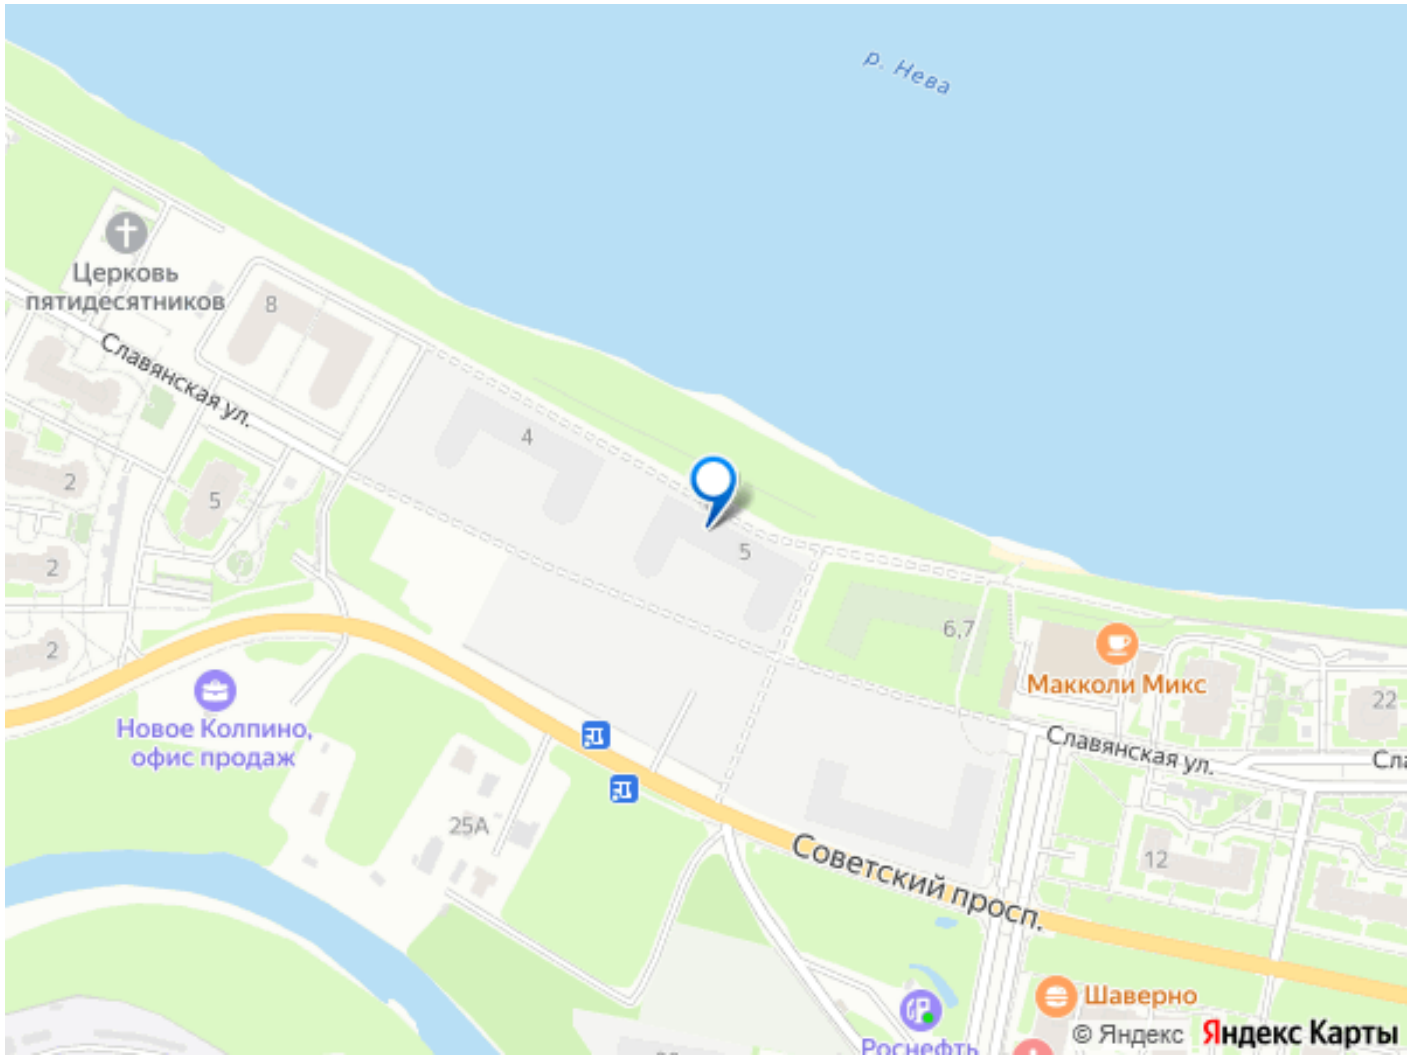 р. Нева
Церковь
пятидесятников
8
Славянская ул.
4
2
5
5
2
6,7
2
Макколи Микс
22
Новое Колпино,
офис продаж
Славянская ул.
Сла
25А
12
Советский просп.
Шаверно
Роснефть
© Яндекс Яндекс Карты